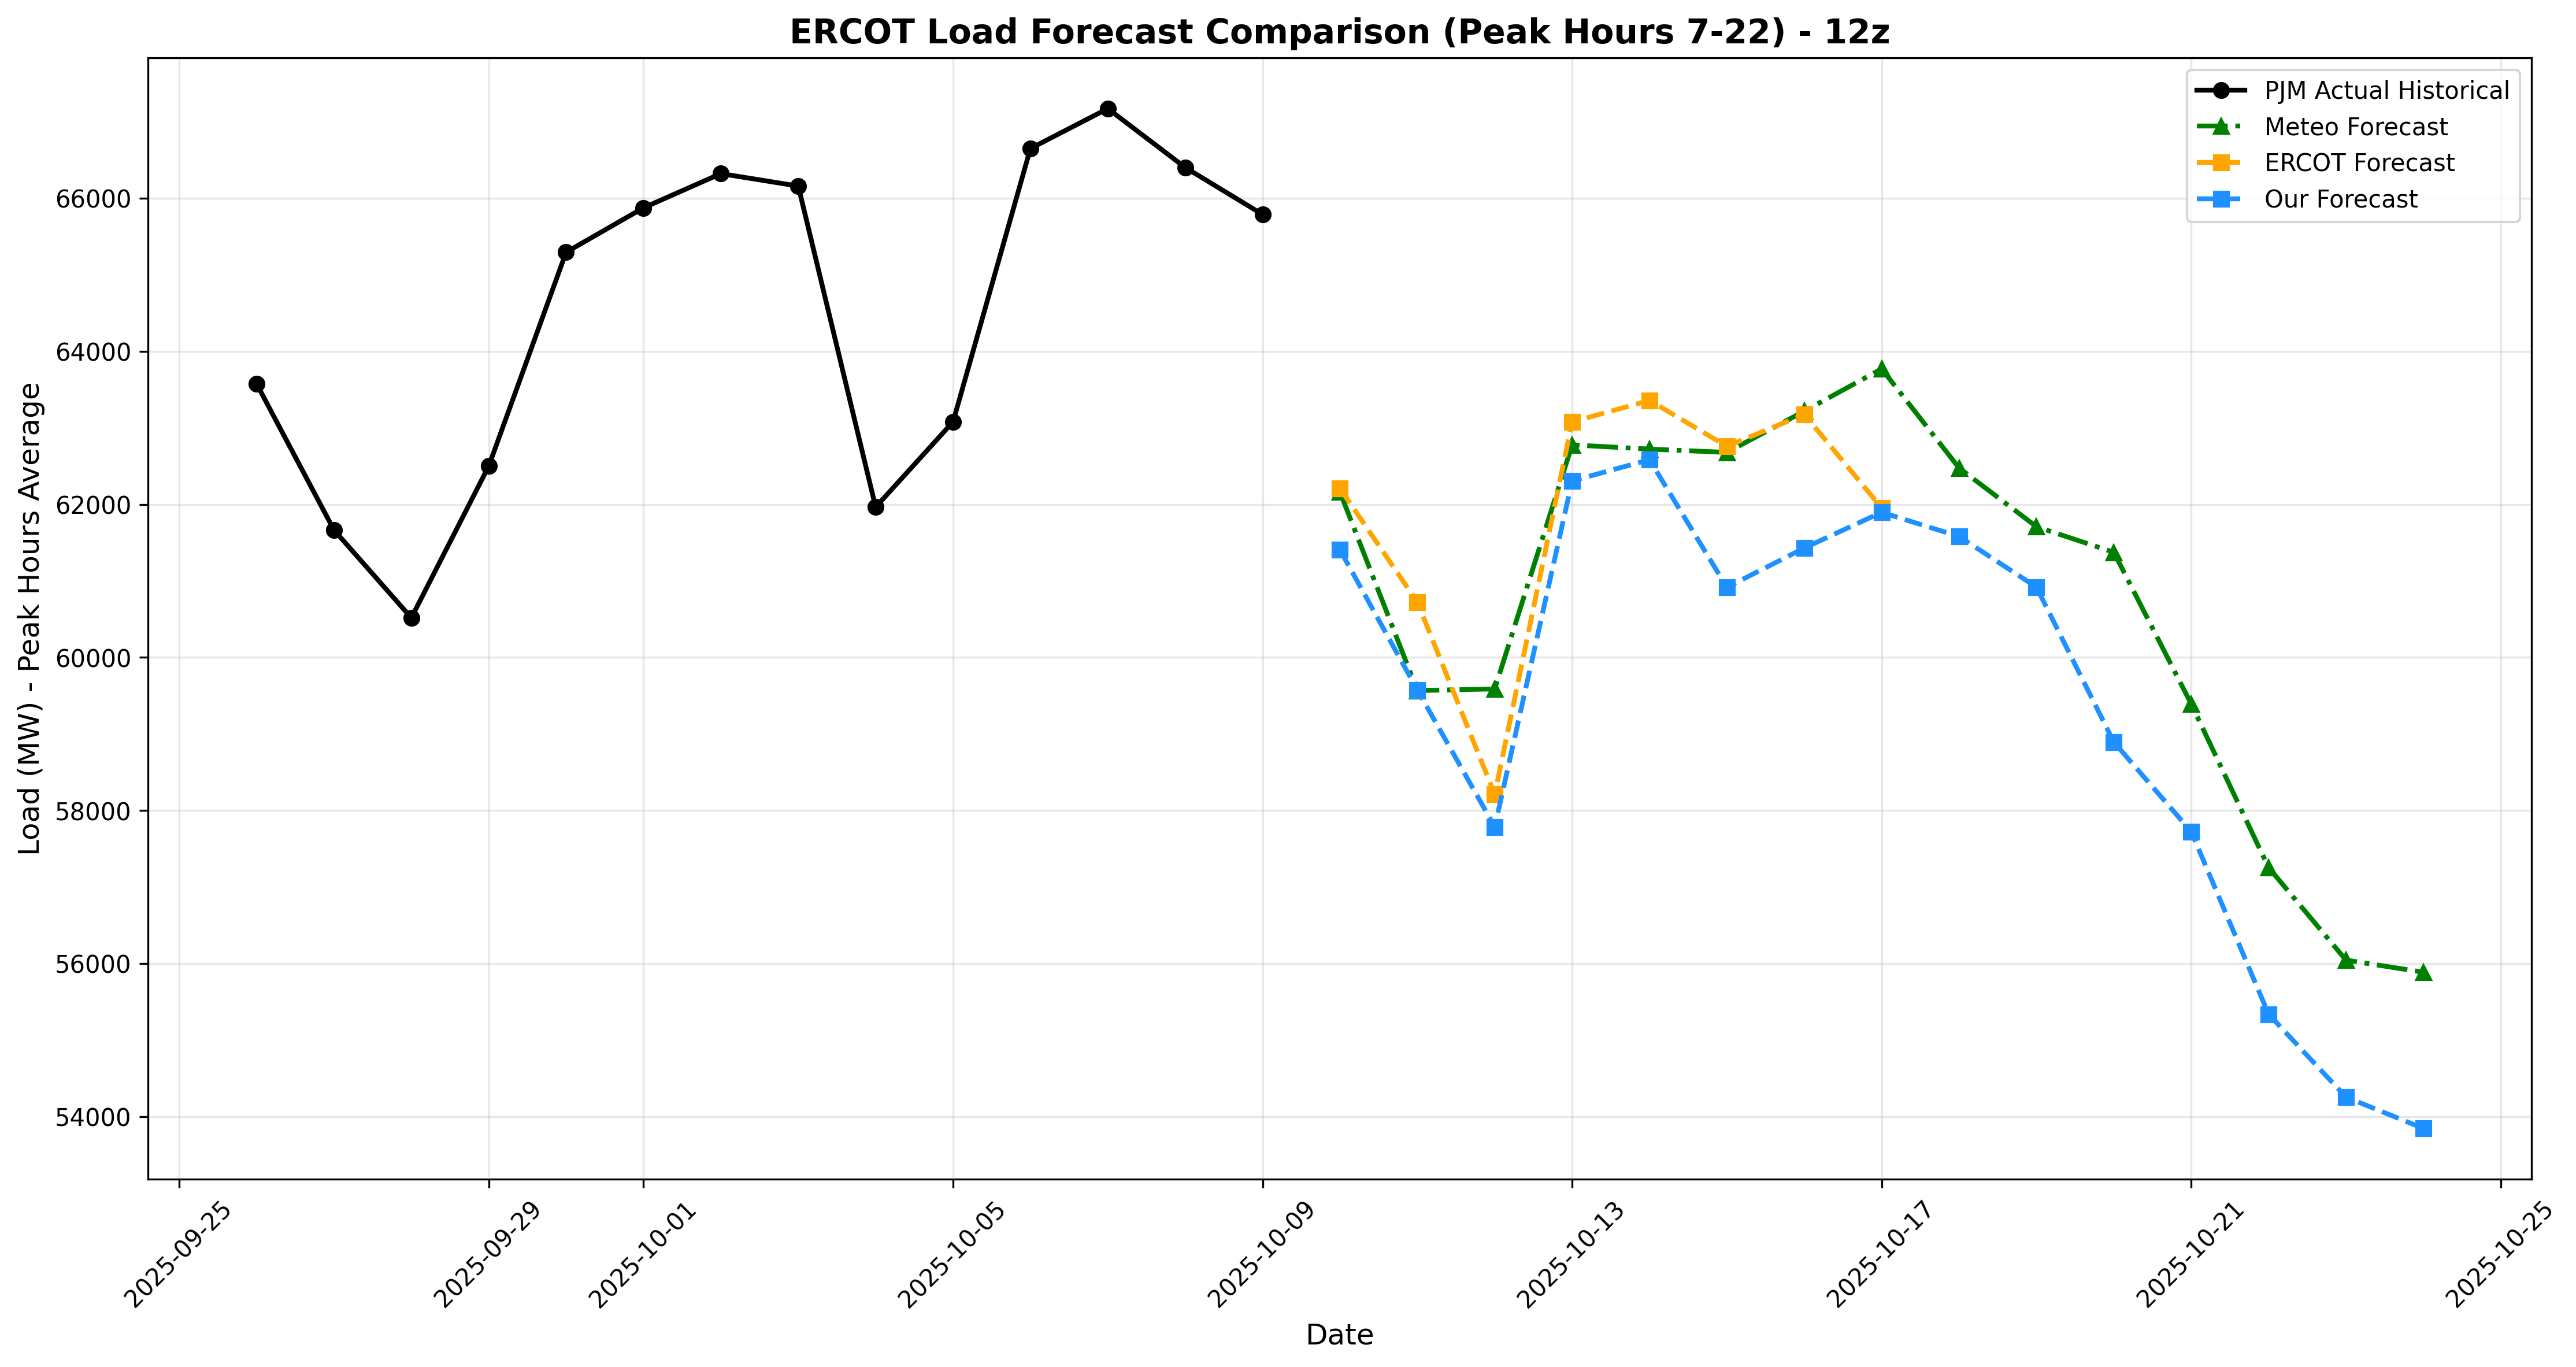 ERCOT Load Forecast Comparison (Peak Hours 7-22) - 12z
PJM Actual Historical
Meteo Forecast
ERCOT Forecast
Our Forecast
Load (MW) - Peak Hours Average
66000
64000
62000
60000
58000
56000
54000
2025-09-25
2025-09-29
2025-10-01
2025-10-05
2025-10-09
2025-10-13
2025-10-17
2025-10-21
2025-10-25
Date